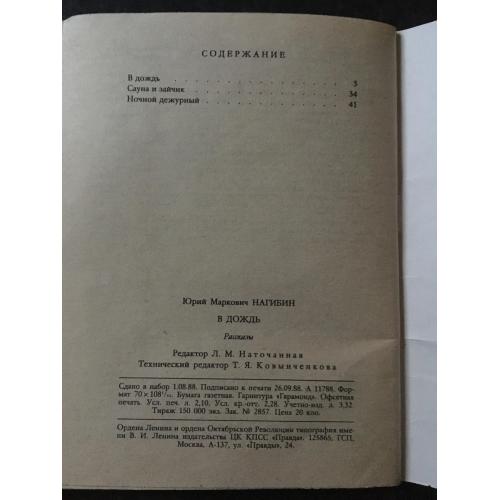 СОДЕРЖАНИЕ
В дождь . . . . . . . . . . . . . . . . 3
Сауна и зайчик . . . . . . . . . . . . . 34
Ночной дежурный . . . . . . . . . . . . 41
Юрий Маркович НАГИБИН
В ДОЖДЬ
Рассказы
Редактор Л. М. Наточанная
Технический редактор Т. Я. Ковынченкова
Сдано в набор 1.08.88. Подписано к печати 26.09.88. А 11788. Фор-
мат 70×108¹/₃₂. Бумага газетная. Гарнитура «Гарамонд». Офсетная
печать. Усл. печ. л. 2,10. Усл. кр.-отт. 2,28. Учетно-изд. л. 3,32.
Тираж 150 000 экз. Зак. № 2857. Цена 20 коп.
Ордена Ленина и ордена Октябрьской Революции типография име-
ни В. И. Ленина издательства ЦК КПСС «Правда». 125865, ГСП,
Москва, А-137, ул. «Правды», 24.